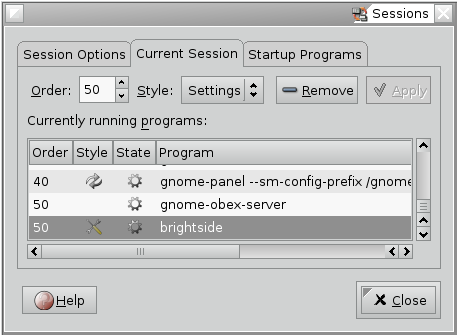 Sessions
Session Options Current Session Startup Programs
Order: 50 Style: Settings Remove Apply
Currently running programs:
Order Style State Program
40 gnome-panel --sm-config-prefix /gnome
50 gnome-obex-server
50 brightside
Help Close